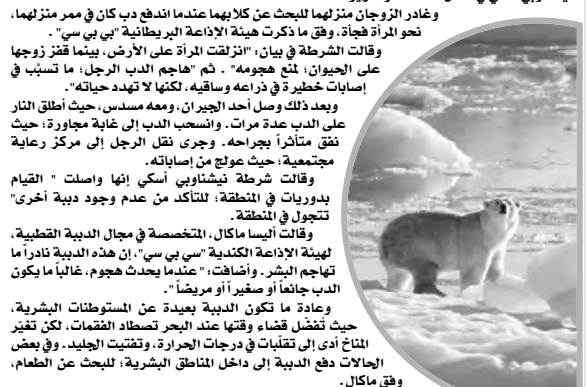 وغادر الزوجان منزلهما للبحث عن كلابهما عندما اندفع دب كان في ممر منزلهما،
نحو المرأة فجأة، وفق ما ذكرت هيئة الإذاعة البريطانية "بي بي سي" .
وقالت الشرطة في بيان: "انزلقت المرأة على الأرض، بينما قفز زوجها
على الحيوان؛ لمنع هجومه" . ثم "هاجم الدب الرجل؛ ما تسبَّب في
إصابات خطيرة في ذراعه وساقيه، لكنها لا تهدد حياته".
وبعد ذلك وصل أحد الجيران، ومعه مسدس، حيث أطلق النار
على الدب عدة مرات. وانسحب الدب إلى غابة مجاورة؛ حيث
نفق متأثراً بجراحه. وجرى نقل الرجل إلى مركز رعاية
مجتمعية؛ حيث عولج من إصاباته.
وقالت شرطة نيشناوبي أسكي إنها واصلت " القيام
بدوريات في المنطقة؛ للتأكد من عدم وجود دببة أخرى"
تتجول في المنطقة.
وقالت أليسا ماكال، المتخصصة في مجال الدببة القطبية،
لهيئة الإذاعة الكندية "سي بي سي"، إن هذه الدببة نادراً ما
تهاجم البشر. وأضافت: " عندما يحدث هجوم، غالباً ما يكون
الدب جائعاً أو صغيراً أو مريضاً ".
وعادة ما تكون الدببة بعيدة عن المستوطنات البشرية،
حيث تُفضّل قضاء وقتها عند البحر تصطاد الفقمات، لكن تغيّر
المناخ أدى إلى تقلّبات في درجات الحرارة، وتفتيت الجليد. وفي بعض
الحالات دفع الدببة إلى داخل المناطق البشرية؛ للبحث عن الطعام،
وفق ماكال.